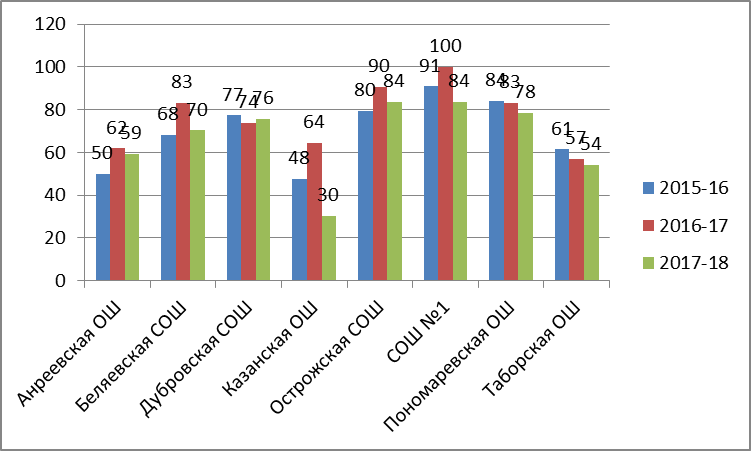 120
100
80
60
40
20
0
50 62 59
68 83 70
77 74 76
48 64 30
80 90 84
91 100 84
84 83 78
61 57 54
Анреевская ОШ
Беляевская СОШ
Дубровская СОШ
Казанская ОШ
Острожская СОШ
СОШ №1
Пономаревская ОШ
Таборская ОШ
2015-16
2016-17
2017-18